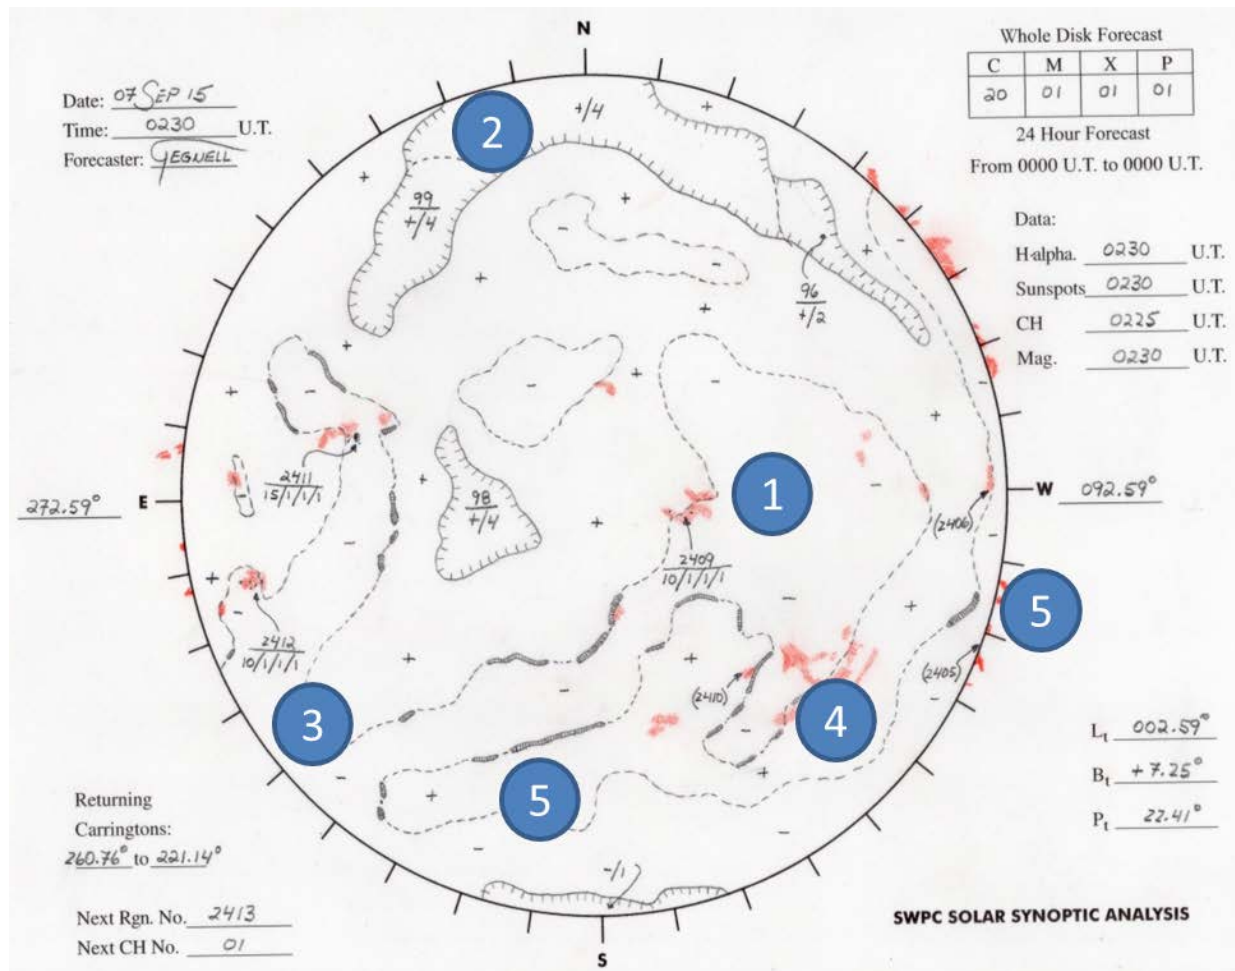 N
Whole Disk Forecast
C M X P
20 01 01 01
24 Hour Forecast
From 0000 U.T. to 0000 U.T.
Date: 07 SEP 15
Time: 0230 U.T.
Forecaster: YEGNELL
Data:
H-alpha. 0230 U.T.
Sunspots 0230 U.T.
CH 0225 U.T.
Mag. 0230 U.T.
+/4
2
99
+/4
96
+/2
2411
15/1/1/1
98
+/4
1
272.59° E
W 092.59°
(2406)
2409
10/1/1/1
2412
10/1/1/1
5
(2405)
(2410)
3
4
5
Lt 002.59°
Bt +7.25°
Pt 22.41°
Returning
Carringtons:
260.76° to 221.14°
-/1
Next Rgn. No. 2413
Next CH No. 01
SWPC SOLAR SYNOPTIC ANALYSIS
S